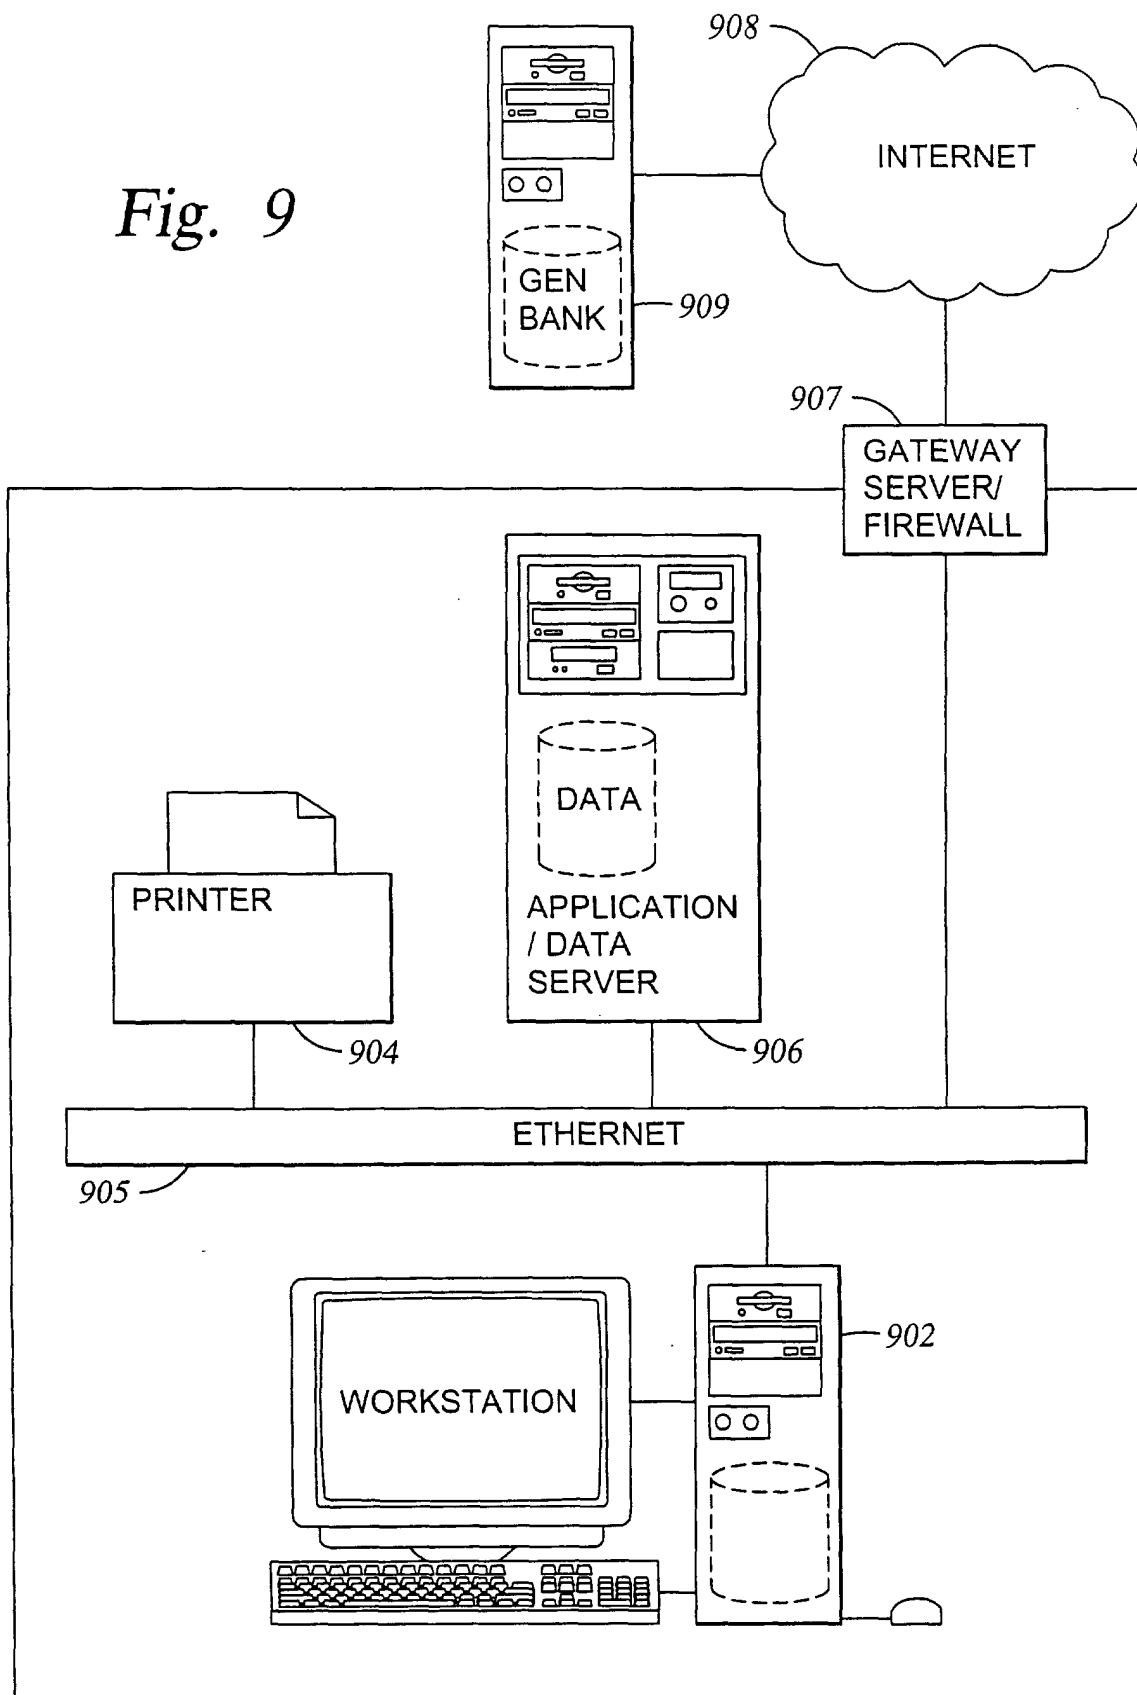 908
INTERNET
Fig. 9
GEN
BANK
909
907
GATEWAY
SERVER/
FIREWALL
DATA
PRINTER
APPLICATION
/ DATA
SERVER
904
906
ETHERNET
905
902
WORKSTATION